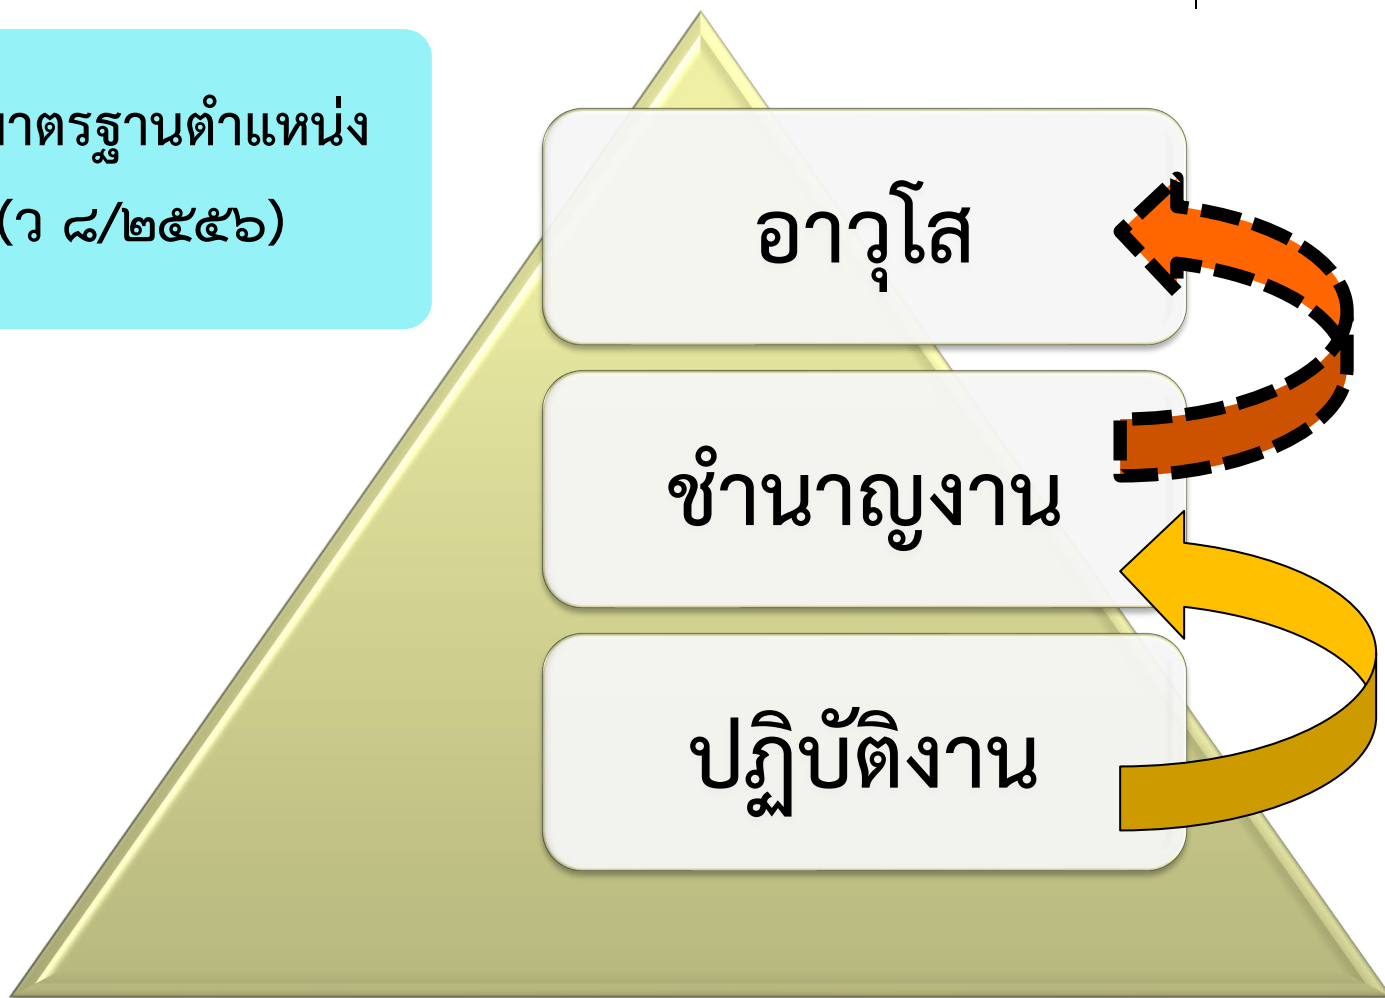 มาตรฐานตำแหน่ง
(ว ๘/๒๕๕๖)
อาวุโส
ชำนาญงาน
ปฏิบัติงาน